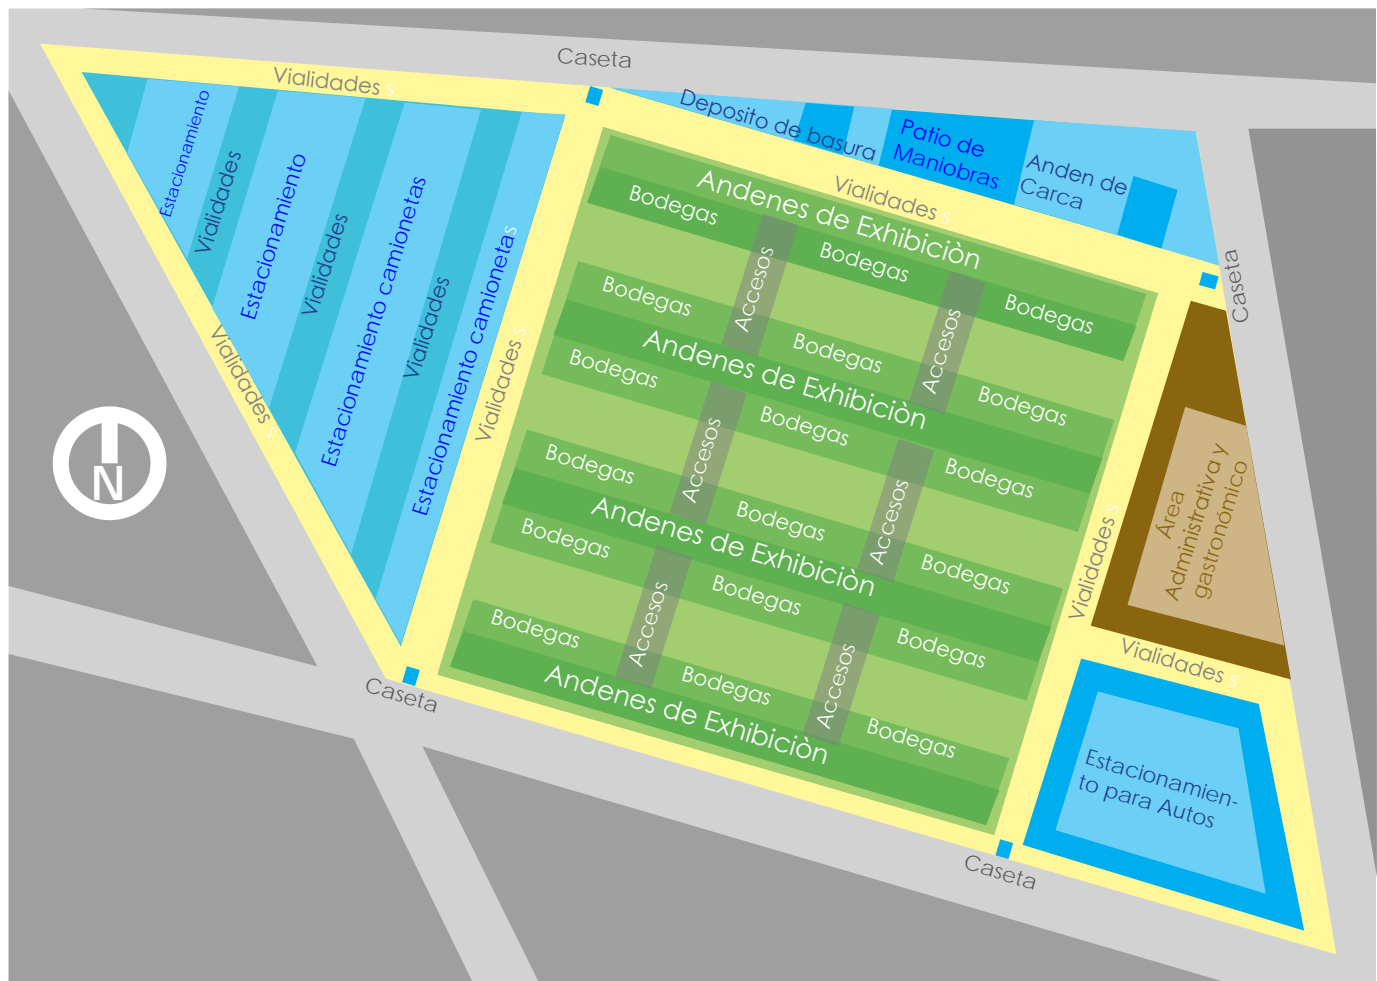 Caseta
Vialidades s
Estacionamiento
Vialidades
Estacionamiento
Vialidades
Estacionamiento camionetas
Vialidades
Estacionamiento camionetas
Vialidades s
Vialidades s
N
Deposito de basura
Patio de
Maniobras
Anden de
Carca
Vialidades s
Caseta
Andenes de Exhibiciòn
Bodegas
Bodegas
Bodegas
Accesos
Accesos
Bodegas
Bodegas
Bodegas
Andenes de Exhibiciòn
Bodegas
Bodegas
Bodegas
Accesos
Accesos
Bodegas
Bodegas
Bodegas
Andenes de Exhibiciòn
Bodegas
Bodegas
Bodegas
Accesos
Accesos
Bodegas
Bodegas
Bodegas
Andenes de Exhibiciòn
Vialidades s
Área
Administrativa y
gastronómico
Vialidades s
Estacionamien-
to para Autos
Caseta
Caseta